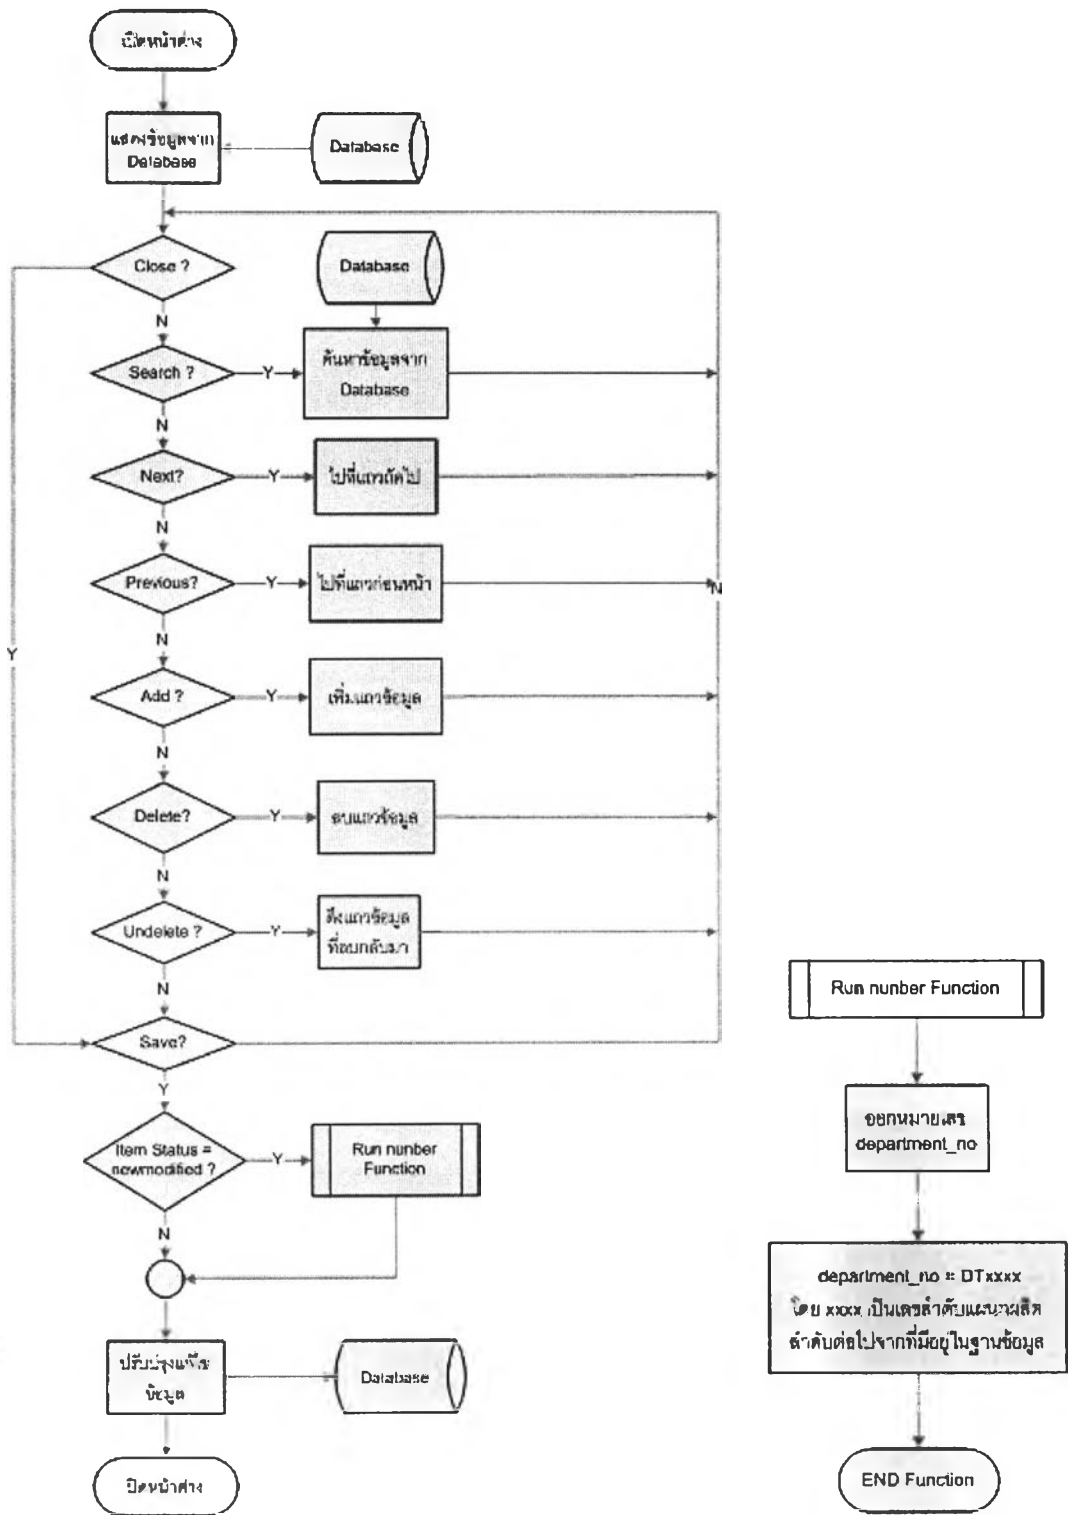 เปิดหน้าต่าง
แสดงข้อมูลจาก
Database
Database
Close ?
Database
N
Search ?
Y
ค้นหาข้อมูลจาก
Database
N
Next?
Y
ไปที่แถวถัดไป
N
Previous?
Y
ไปที่แถวก่อนหน้า
N
N
Y
Add ?
Y
เพิ่มแถวข้อมูล
N
Delete?
Y
ลบแถวข้อมูล
N
Undelete ?
Y
ดึงแถวข้อมูล
ที่ลบกลับมา
N
Save?
Y
Item Status =
newmodified ?
Y
Run nunber
Function
N
ปรับปรุงแก้ไข
ข้อมูล
Database
ปิดหน้าต่าง
Run nunber Function
ออกหมายเลข
department_no
department_no = DTxxxx
โดย xxxx เป็นเลขลำดับแผนกผลิต
ลำดับต่อไปจากที่มีอยู่ในฐานข้อมูล
END Function